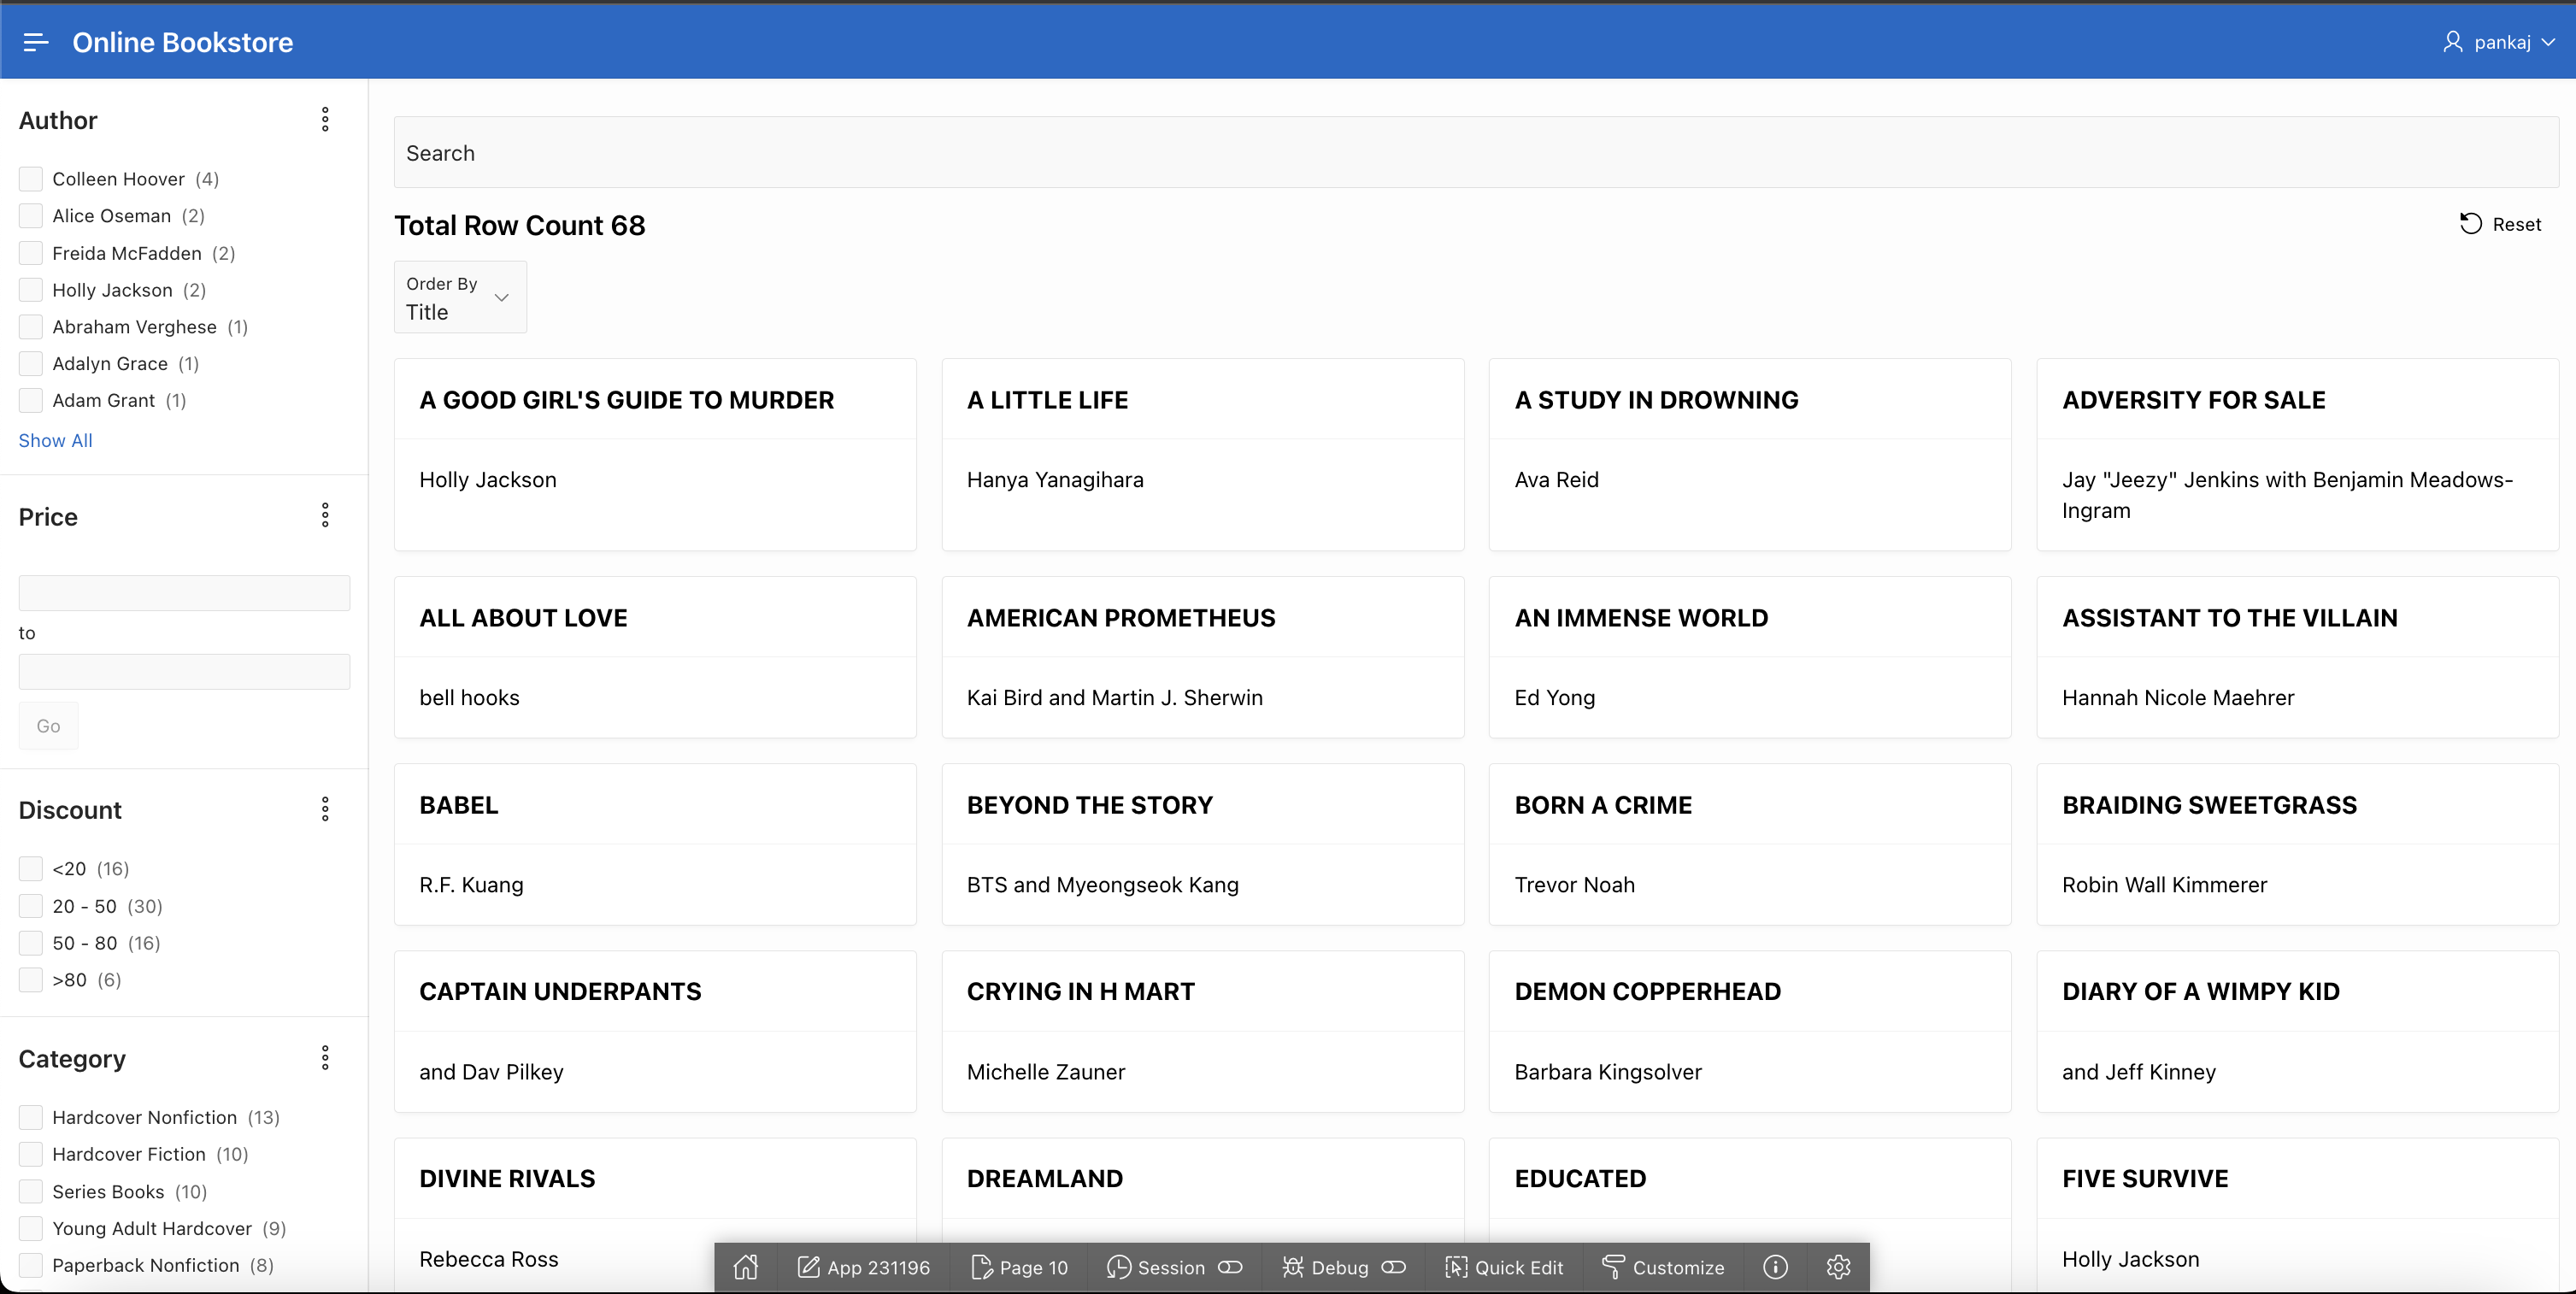 Online Bookstore
pankaj
Author
Colleen Hoover (4)
Alice Oseman (2)
Freida McFadden (2)
Holly Jackson (2)
Abraham Verghese (1)
Adalyn Grace (1)
Adam Grant (1)
Show All
Price
to
Go
Discount
<20 (16)
20 - 50 (30)
50 - 80 (16)
>80 (6)
Category
Hardcover Nonfiction (13)
Hardcover Fiction (10)
Series Books (10)
Young Adult Hardcover (9)
Paperback Nonfiction (8)
Search
Total Row Count 68
Reset
Order By
Title
A GOOD GIRL'S GUIDE TO MURDER
Holly Jackson
A LITTLE LIFE
Hanya Yanagihara
A STUDY IN DROWNING
Ava Reid
ADVERSITY FOR SALE
Jay "Jeezy" Jenkins with Benjamin Meadows-
Ingram
ALL ABOUT LOVE
bell hooks
AMERICAN PROMETHEUS
Kai Bird and Martin J. Sherwin
AN IMMENSE WORLD
Ed Yong
ASSISTANT TO THE VILLAIN
Hannah Nicole Maehrer
BABEL
R.F. Kuang
BEYOND THE STORY
BTS and Myeongseok Kang
BORN A CRIME
Trevor Noah
BRAIDING SWEETGRASS
Robin Wall Kimmerer
CAPTAIN UNDERPANTS
and Dav Pilkey
CRYING IN H MART
Michelle Zauner
DEMON COPPERHEAD
Barbara Kingsolver
DIARY OF A WIMPY KID
and Jeff Kinney
DIVINE RIVALS
Rebecca Ross
DREAMLAND
EDUCATED
FIVE SURVIVE
Holly Jackson
App 231196
Page 10
Session
Debug
Quick Edit
Customize